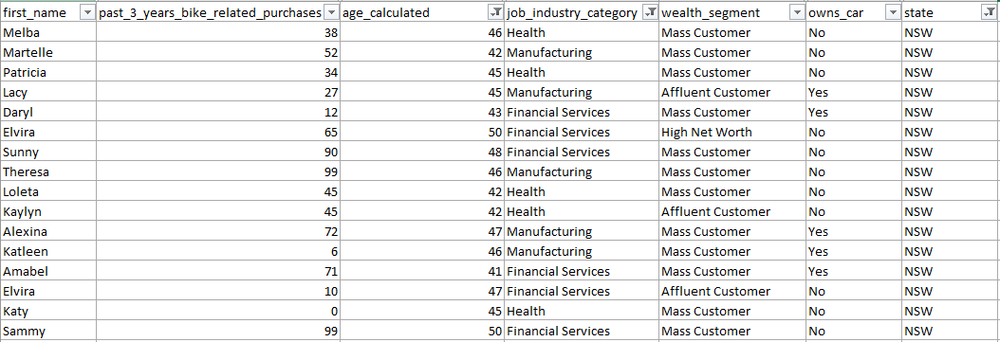 first_name past_3_years_bike_related_purchases age_calculated job_industry_category wealth_segment owns_car state
Melba 38 46 Health Mass Customer No NSW
Martelle 52 42 Manufacturing Mass Customer No NSW
Patricia 34 45 Health Mass Customer No NSW
Lacy 27 45 Manufacturing Affluent Customer Yes NSW
Daryl 12 43 Financial Services Mass Customer Yes NSW
Elvira 65 50 Financial Services High Net Worth No NSW
Sunny 90 48 Financial Services Mass Customer No NSW
Theresa 99 46 Manufacturing Mass Customer No NSW
Loleta 45 42 Health Mass Customer No NSW
Kaylyn 45 42 Health Affluent Customer No NSW
Alexina 72 47 Manufacturing Mass Customer Yes NSW
Katleen 6 46 Manufacturing Mass Customer Yes NSW
Amabel 71 41 Financial Services Mass Customer Yes NSW
Elvira 10 47 Financial Services Affluent Customer No NSW
Katy 0 45 Health Mass Customer No NSW
Sammy 99 50 Financial Services Mass Customer No NSW